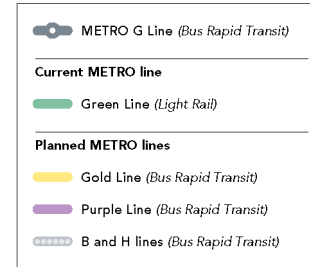 METRO G Line (Bus Rapid Transit)
Current METRO line
Green Line (Light Rail)
Planned METRO lines
Gold Line (Bus Rapid Transit)
Purple Line (Bus Rapid Transit)
B and H lines (Bus Rapid Transit)